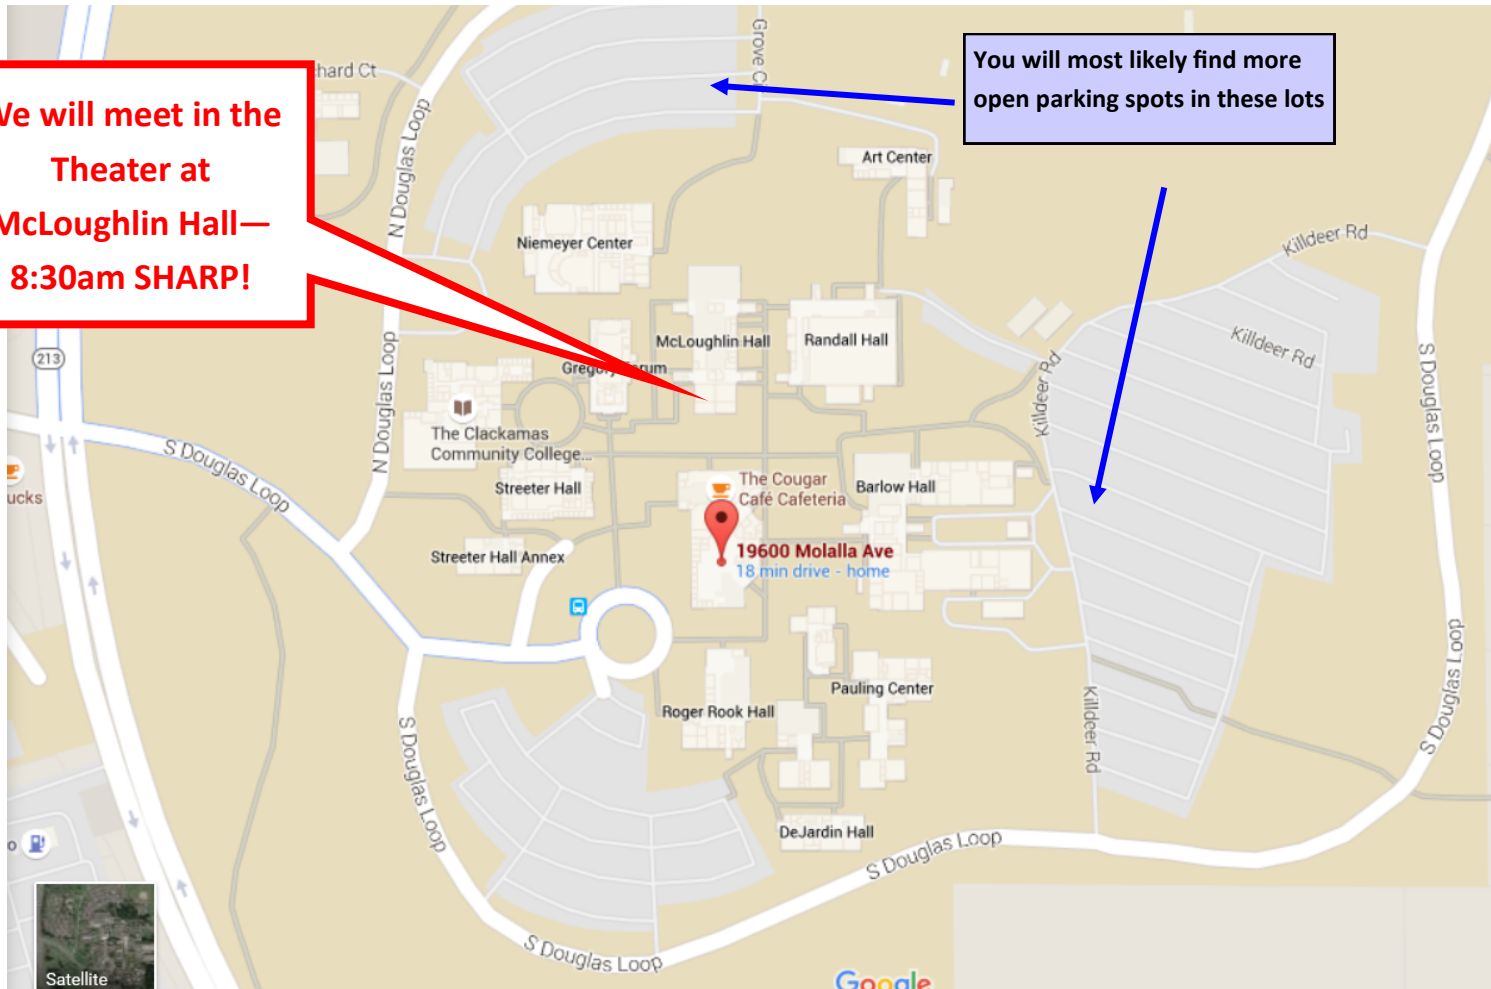 We will meet in the
Theater at
McLoughlin Hall—
8:30am SHARP!
You will most likely find more
open parking spots in these lots
Grove C
hard Ct
N Douglas Loop
Art Center
Niemeyer Center
Killdeer Rd
Killdeer Rd
McLoughlin Hall
Randall Hall
213
Gregory Forum
N Douglas Loop
Killdeer Rd
S Douglas Loop
The Clackamas
Community College...
S Douglas Loop
The Cougar
Café Cafeteria
Streeter Hall
Barlow Hall
ucks
Streeter Hall Annex
19600 Molalla Ave
18 min drive - home
Pauling Center
Roger Rook Hall
Killdeer Rd
S Douglas Loop
S Douglas Loop
DeJardin Hall
S Douglas Loop
S Douglas Loop
o
Satellite
Google